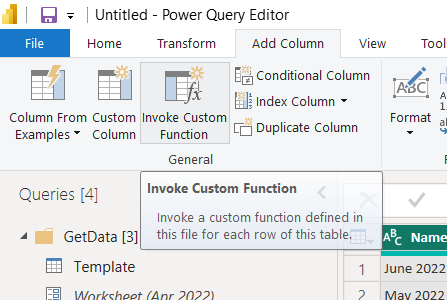 Untitled - Power Query Editor
File Home Transform Add Column View
Column From Examples
Custom Column
Invoke Custom Function
Conditional Column
Index Column
Duplicate Column
ABC
Format
General
Queries [4]
Invoke Custom Function
Invoke a custom function defined in
this file for each row of this table.
GetData [3]
Template
Worksheet (Apr 2022)
ABC Name
1 June 2022
2 May 2022